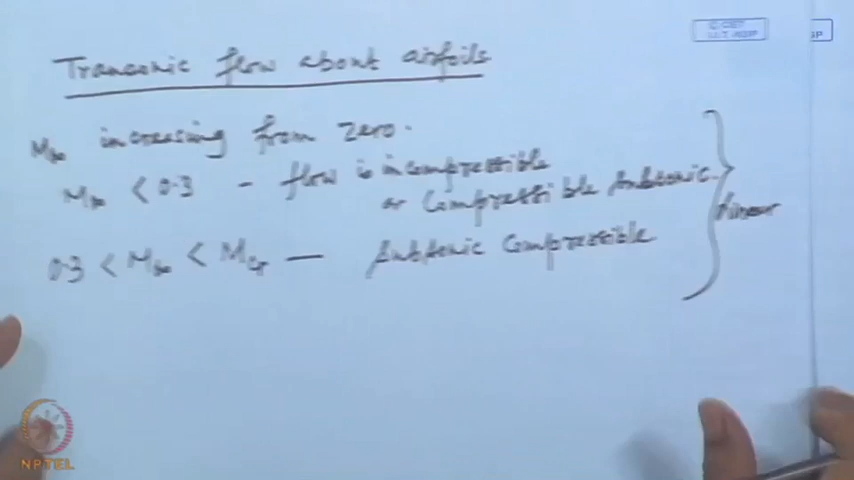 Transonic flow about airfoils
M∞ increasing from zero.
M∞ < 0.3 - flow is incompressible
or Compressible Subsonic.
0.3 < M∞ < Mcr — Subsonic Compressible
Linear
NPTEL